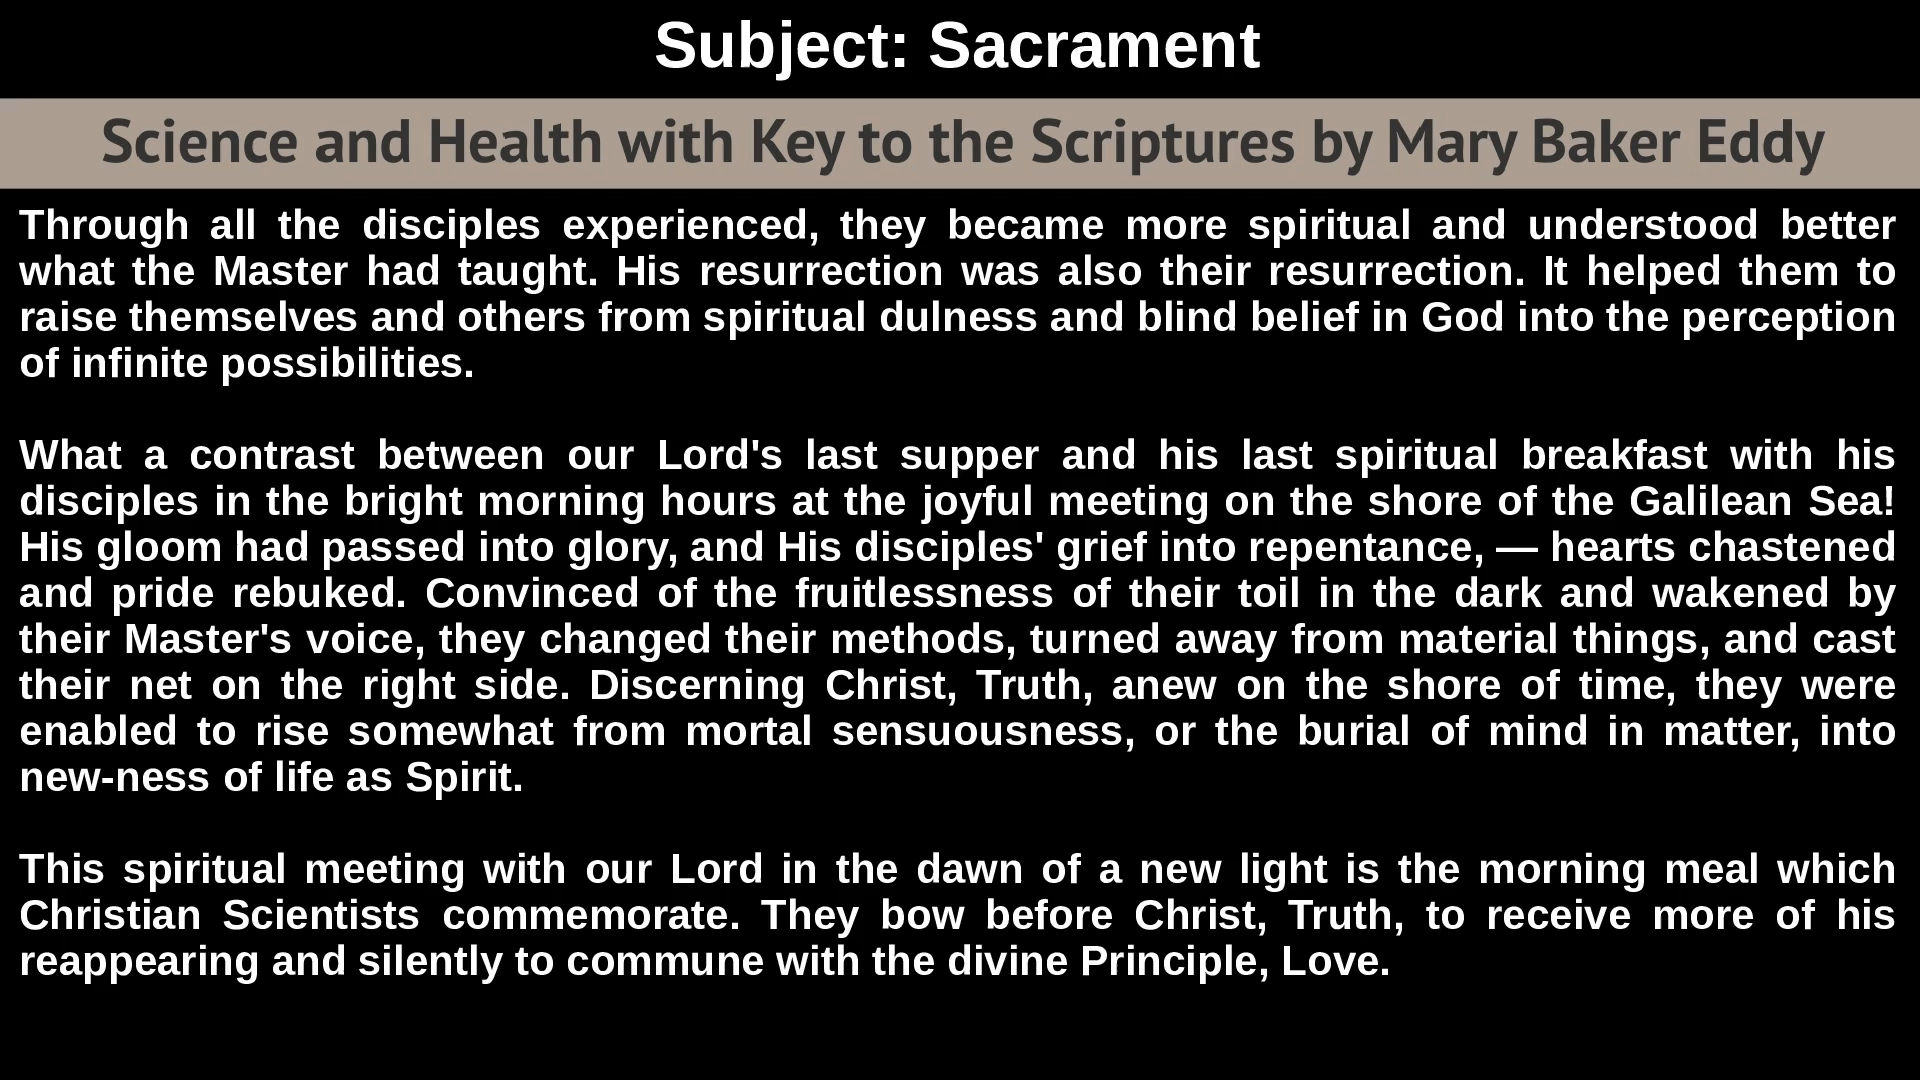 Subject: Sacrament
Science and Health with Key to the Scriptures by Mary Baker Eddy
Through all the disciples experienced, they became more spiritual and understood better
what the Master had taught. His resurrection was also their resurrection. It helped them to
raise themselves and others from spiritual dulness and blind belief in God into the perception
of infinite possibilities.
What a contrast between our Lord's last supper and his last spiritual breakfast with his
disciples in the bright morning hours at the joyful meeting on the shore of the Galilean Sea!
His gloom had passed into glory, and His disciples' grief into repentance, — hearts chastened
and pride rebuked. Convinced of the fruitlessness of their toil in the dark and wakened by
their Master's voice, they changed their methods, turned away from material things, and cast
their net on the right side. Discerning Christ, Truth, anew on the shore of time, they were
enabled to rise somewhat from mortal sensuousness, or the burial of mind in matter, into
new-ness of life as Spirit.
This spiritual meeting with our Lord in the dawn of a new light is the morning meal which
Christian Scientists commemorate. They bow before Christ, Truth, to receive more of his
reappearing and silently to commune with the divine Principle, Love.